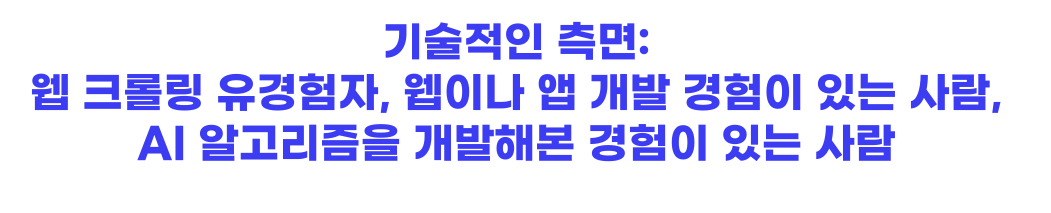 기술적인 측면:
웹 크롤링 유경험자, 웹이나 앱 개발 경험이 있는 사람,
AI 알고리즘을 개발해본 경험이 있는 사람